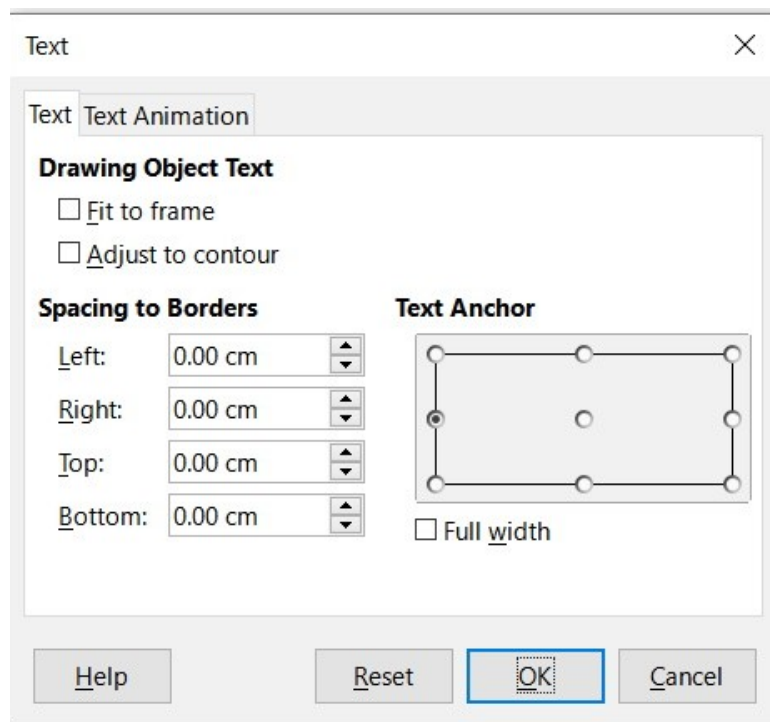 Text
Text Text Animation
Drawing Object Text
Fit to frame
Adjust to contour
Spacing to Borders
Left: 0.00 cm
Right: 0.00 cm
Top: 0.00 cm
Bottom: 0.00 cm
Text Anchor
Full width
Help Reset OK Cancel